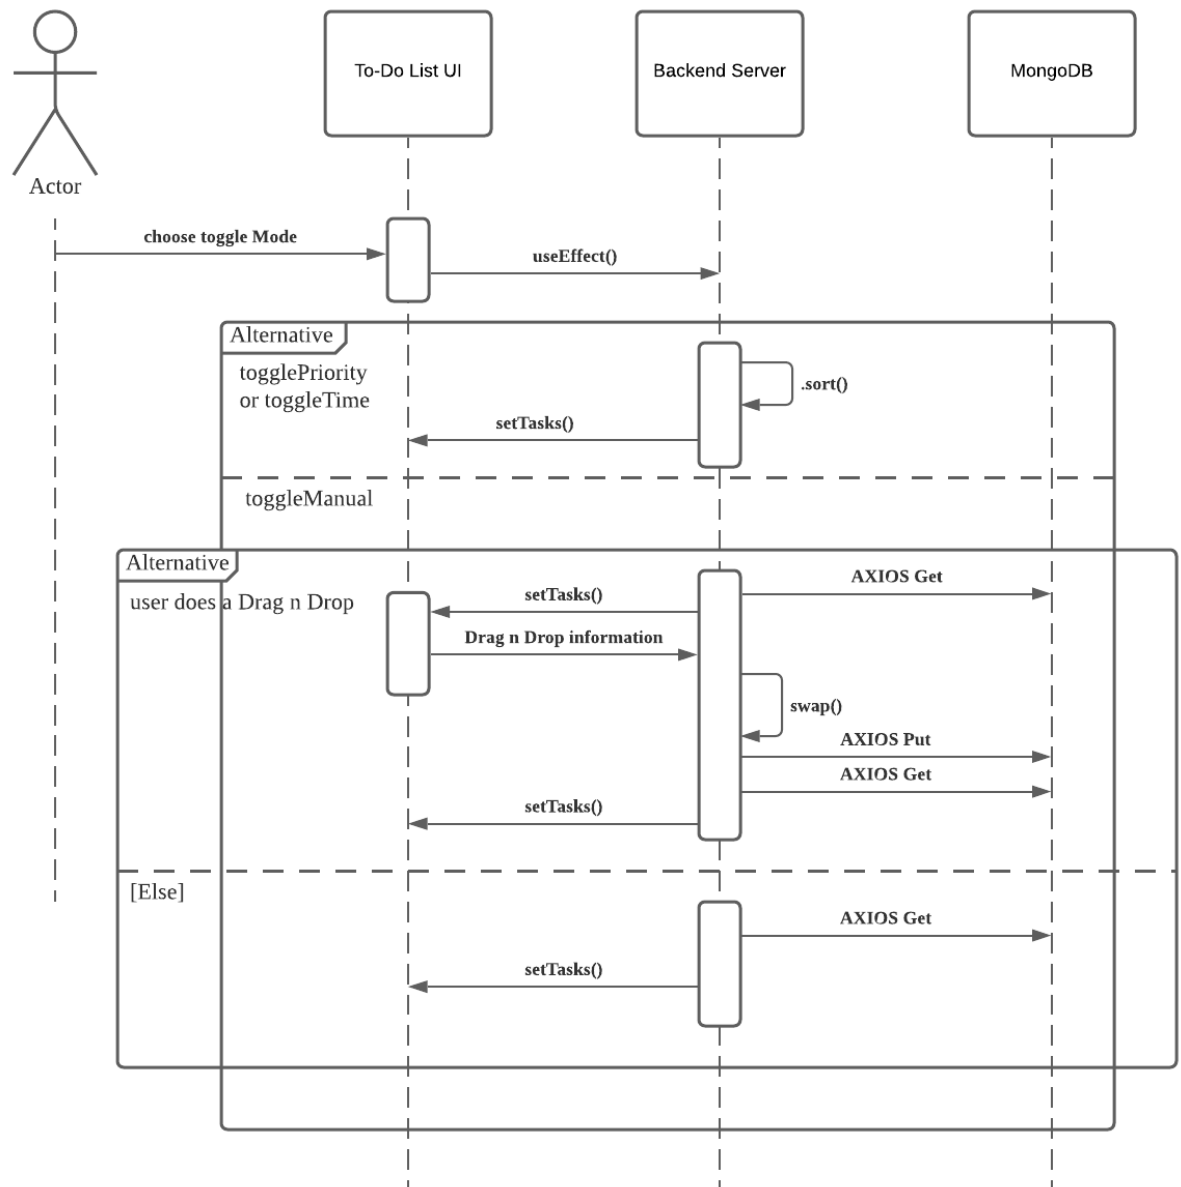 To-Do List UI
Backend Server
MongoDB
Actor
choose toggle Mode
useEffect()
Alternative
togglePriority
or toggleTime
.sort()
setTasks()
toggleManual
Alternative
user does a Drag n Drop
AXIOS Get
setTasks()
Drag n Drop information
swap()
AXIOS Put
AXIOS Get
setTasks()
[Else]
AXIOS Get
setTasks()